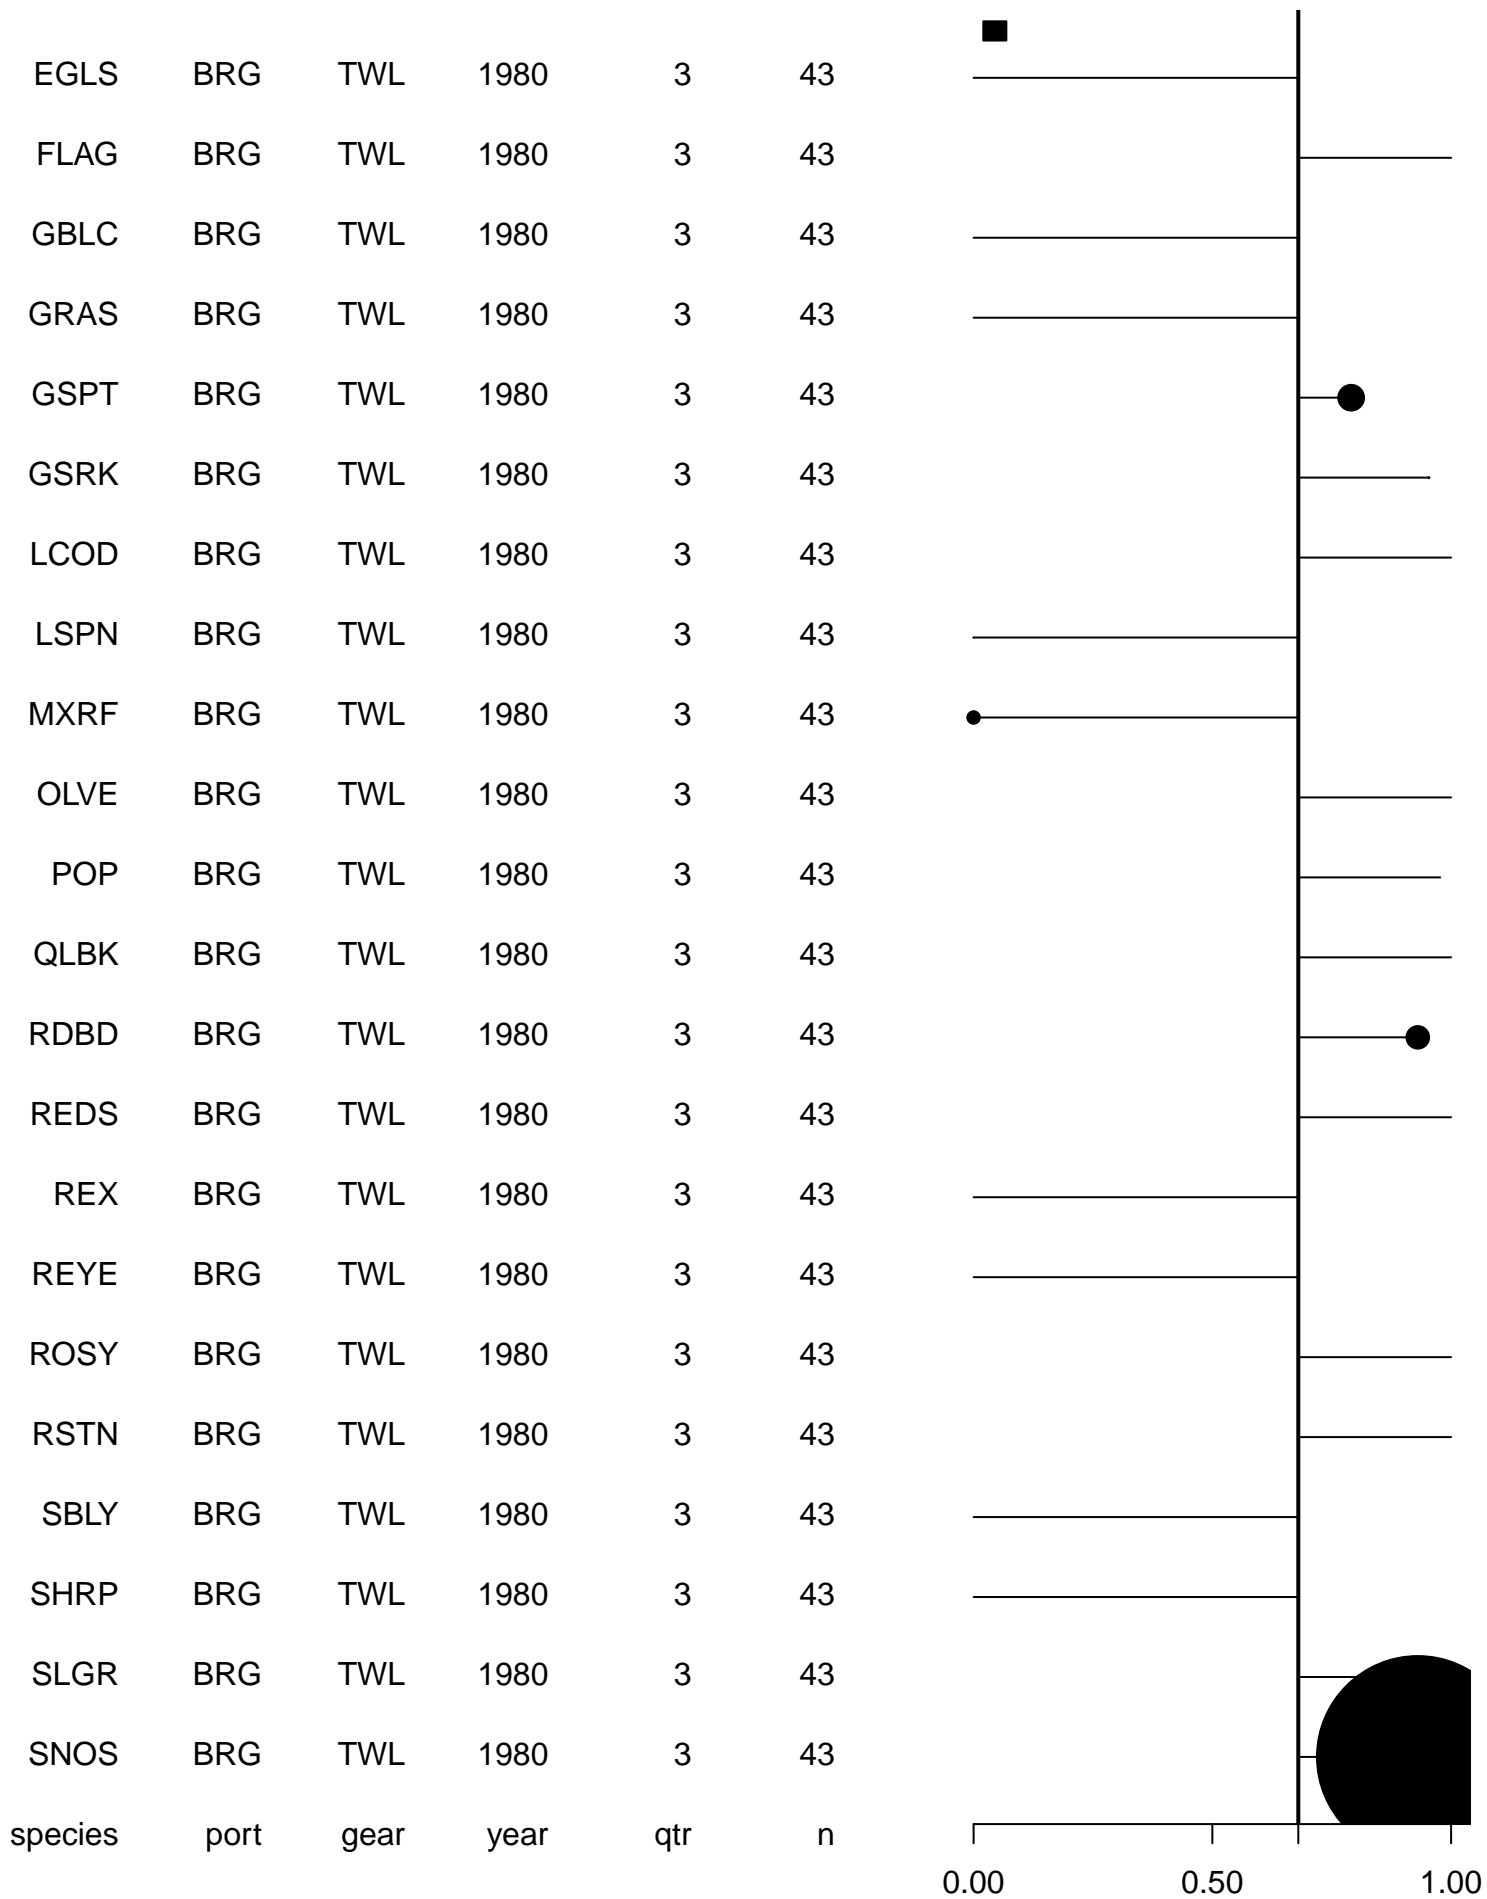 EGLS BRG TWL 1980 3 43
FLAG BRG TWL 1980 3 43
GBLC BRG TWL 1980 3 43
GRAS BRG TWL 1980 3 43
GSPT BRG TWL 1980 3 43
GSRK BRG TWL 1980 3 43
LCOD BRG TWL 1980 3 43
LSPN BRG TWL 1980 3 43
MXRF BRG TWL 1980 3 43
OLVE BRG TWL 1980 3 43
POP BRG TWL 1980 3 43
QLBK BRG TWL 1980 3 43
RDBD BRG TWL 1980 3 43
REDS BRG TWL 1980 3 43
REX BRG TWL 1980 3 43
REYE BRG TWL 1980 3 43
ROSY BRG TWL 1980 3 43
RSTN BRG TWL 1980 3 43
SBLY BRG TWL 1980 3 43
SHRP BRG TWL 1980 3 43
SLGR BRG TWL 1980 3 43
SNOS BRG TWL 1980 3 43
species port gear year qtr n
0.00 0.50 1.00